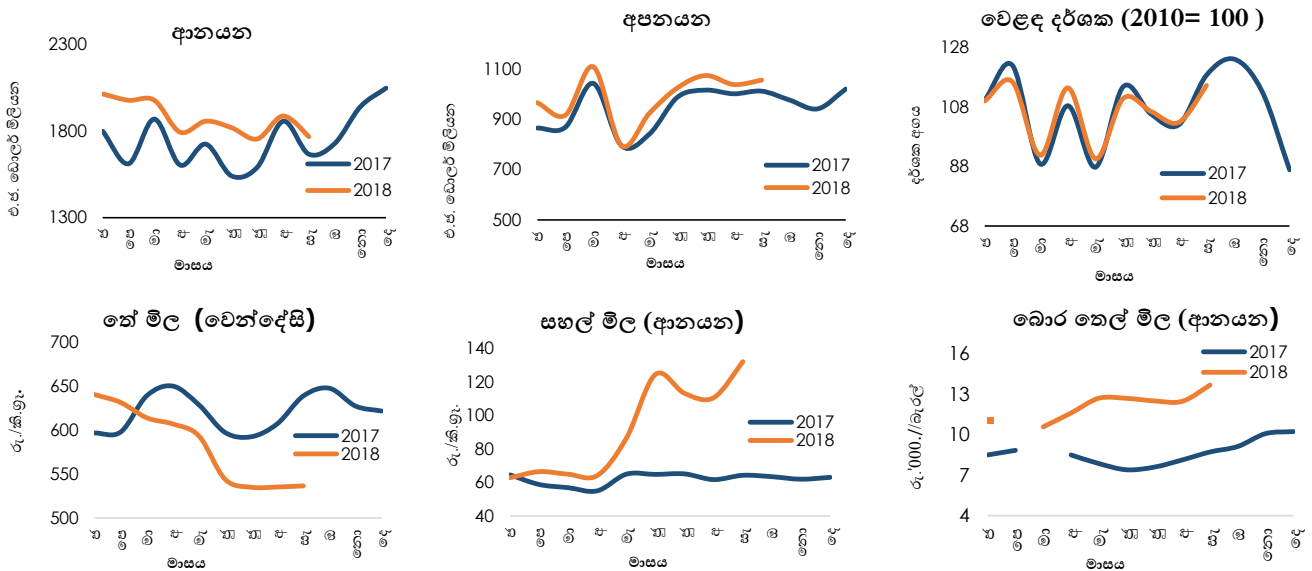 ආනයන
එ.ජ. ඩොලර් මිලියන
2300
1800
1300
2017
2018
ජ පෙ මා අ මැ ජූ ජූ අ සැ ඔ නො දෙ
මාසය
අපනයන
එ.ජ. ඩොලර් මිලියන
1100
900
700
500
2017
2018
ජ පෙ මා අ මැ ජූ ජූ අ සැ ඔ නො දෙ
මාසය
වෙළඳ දර්ශක (2010= 100 )
දර්ශක අගය
128
108
88
68
2017
2018
ජ පෙ මා අ මැ ජූ ජූ අ සැ ඔ නො දෙ
මාසය
තේ මිල (වෙන්දේසි)
රු./කි.ග්‍රෑ.
700
650
600
550
500
2017
2018
ජ පෙ මා අ මැ ජූ ජූ අ සැ ඔ නො දෙ
මාසය
සහල් මිල (ආනයන)
රු./කි.ග්‍රෑ.
140
120
100
80
60
40
2017
2018
ජ පෙ මා අ මැ ජූ ජූ අ සැ ඔ නො දෙ
මාසය
බොර තෙල් මිල (ආනයන)
රු.'000./බැරල්
16
13
10
7
4
2017
2018
ජ පෙ මා අ මැ ජූ ජූ අ සැ ඔ නො දෙ
මාසය